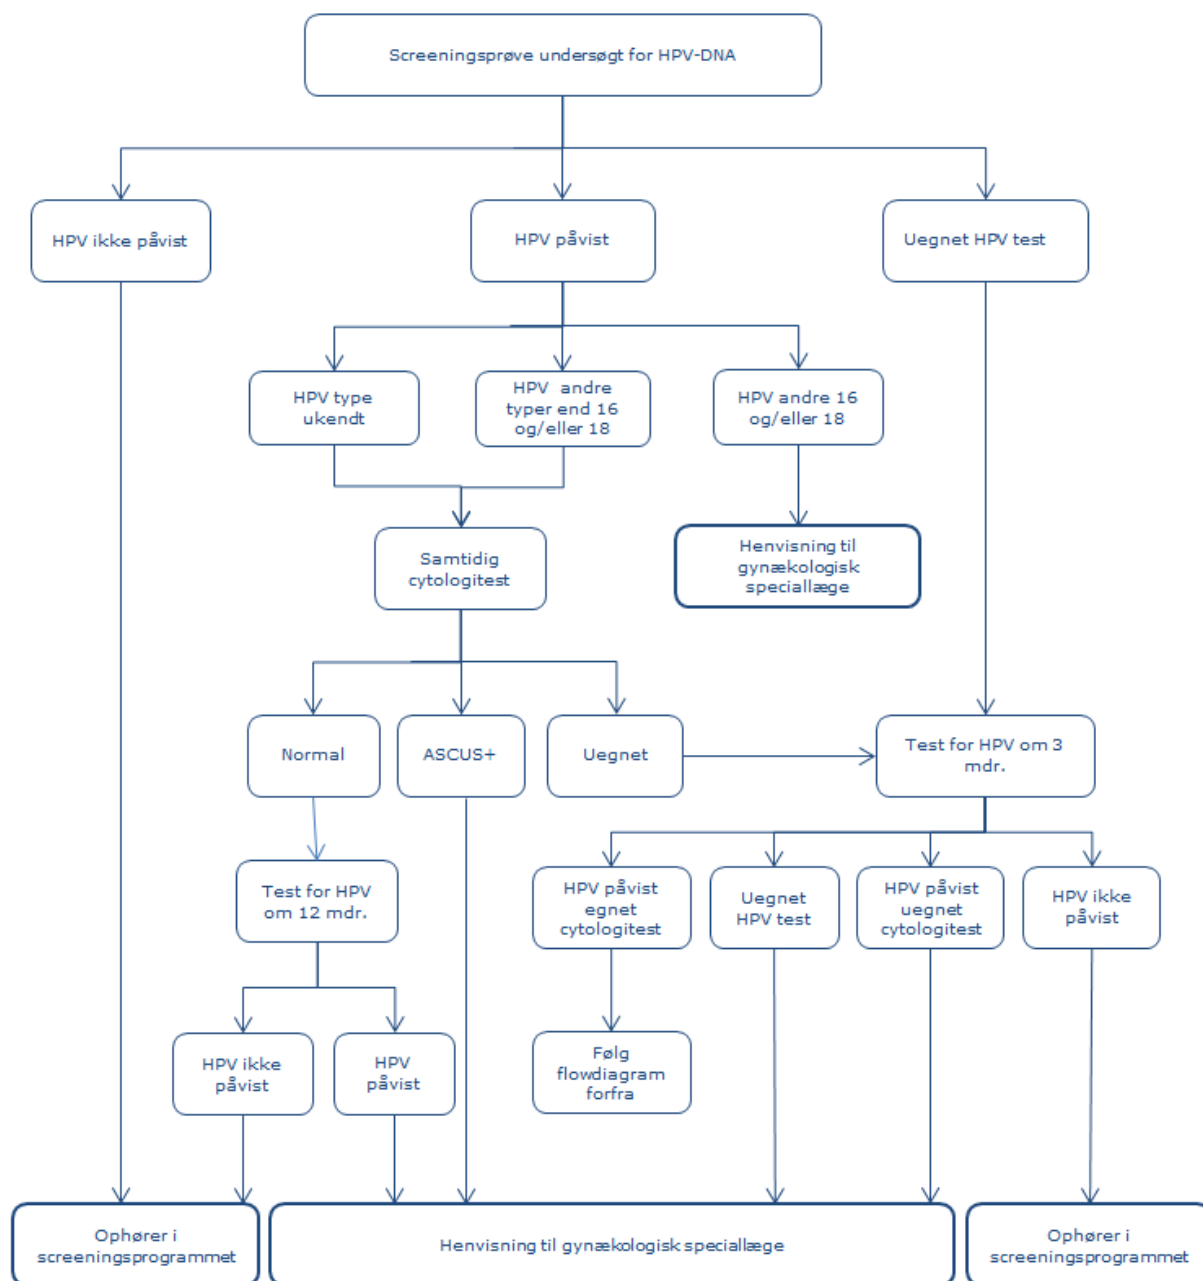 Screeningsprøve undersøgt for HPV-DNA
HPV ikke påvist
HPV påvist
Uegnet HPV test
HPV type
ukendt
HPV andre
typer end 16
og/eller 18
HPV andre 16
og/eller 18
Samtidig
cytologitest
Henvisning til
gynækologisk
speciallæge
Normal
ASCUS+
Uegnet
Test for HPV om 3
mdr.
Test for HPV
om 12 mdr.
HPV påvist
egnet
cytologitest
Uegnet
HPV test
HPV påvist
uegnet
cytologitest
HPV ikke
påvist
HPV ikke
påvist
HPV
påvist
Følg
flowdiagram
forfra
Ophører i
screeningsprogrammet
Henvisning til gynækologisk speciallæge
Ophører i
screeningsprogrammet